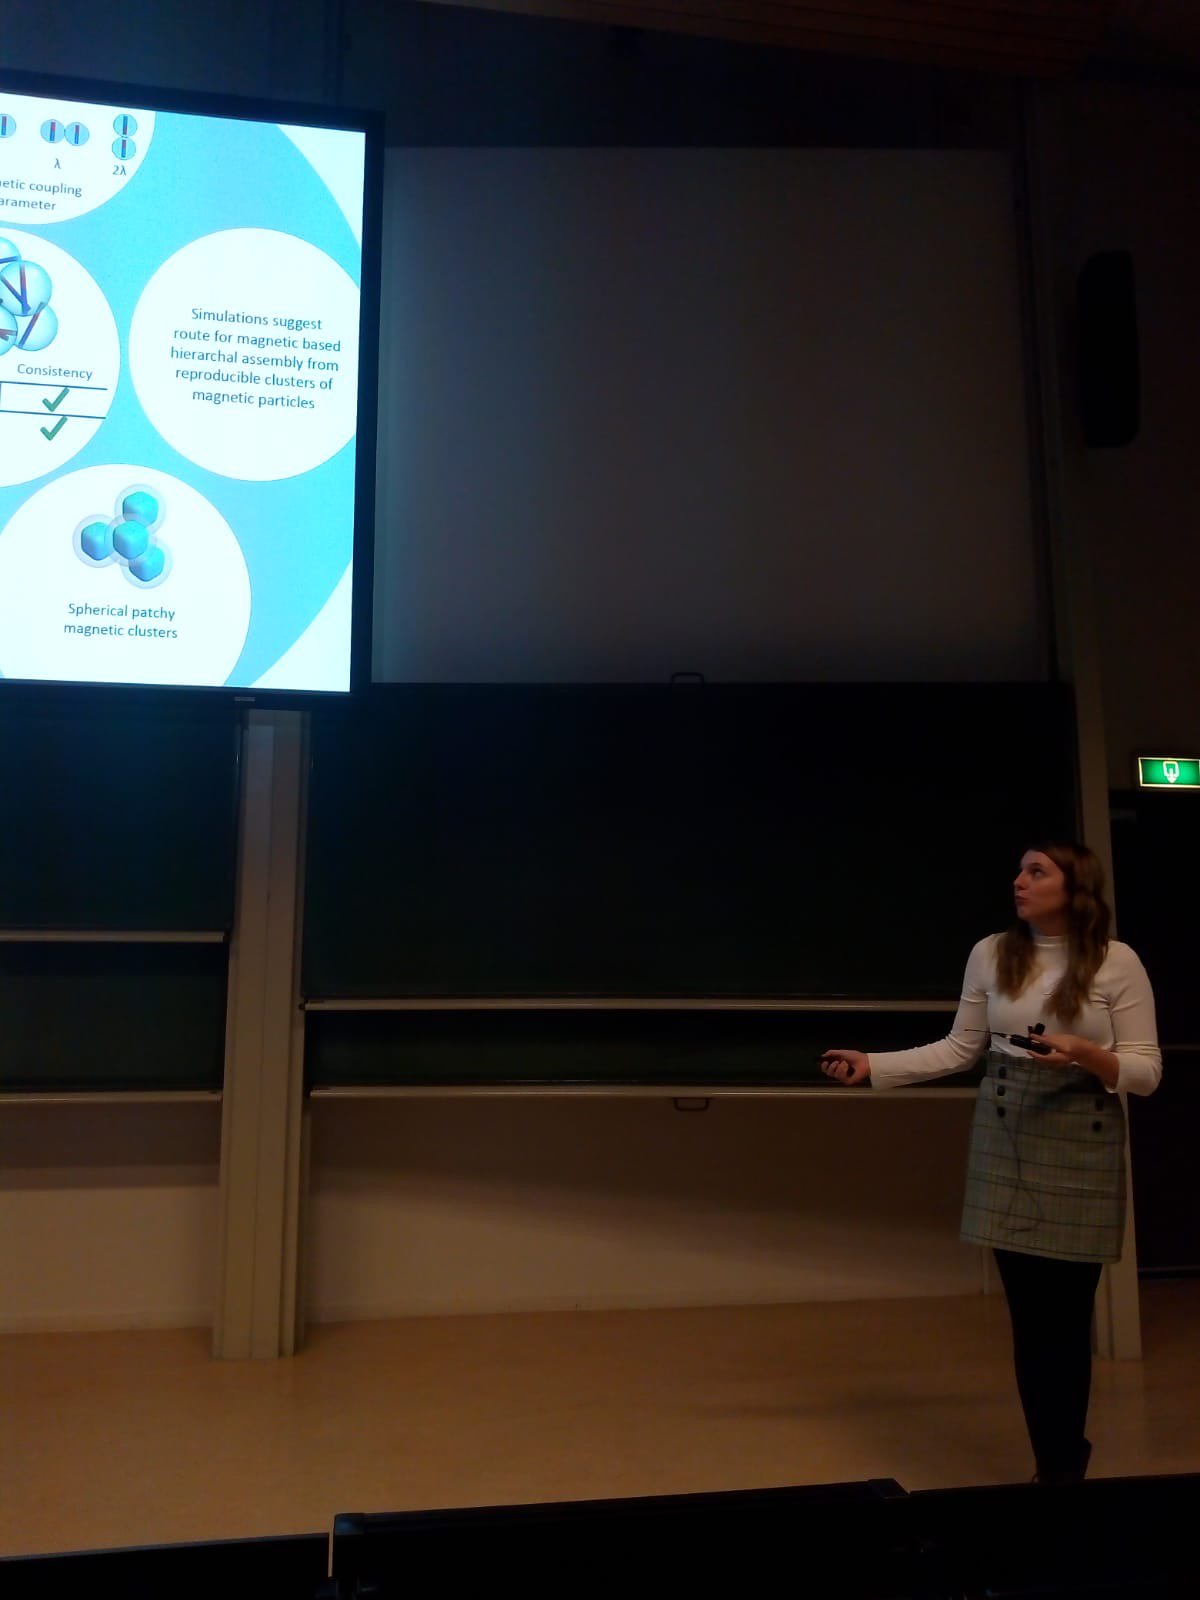 λ
2λ
etic coupling
arameter
Simulations suggest
route for magnetic based
hierarchal assembly from
reproducible clusters of
magnetic particles
Consistency
Spherical patchy
magnetic clusters